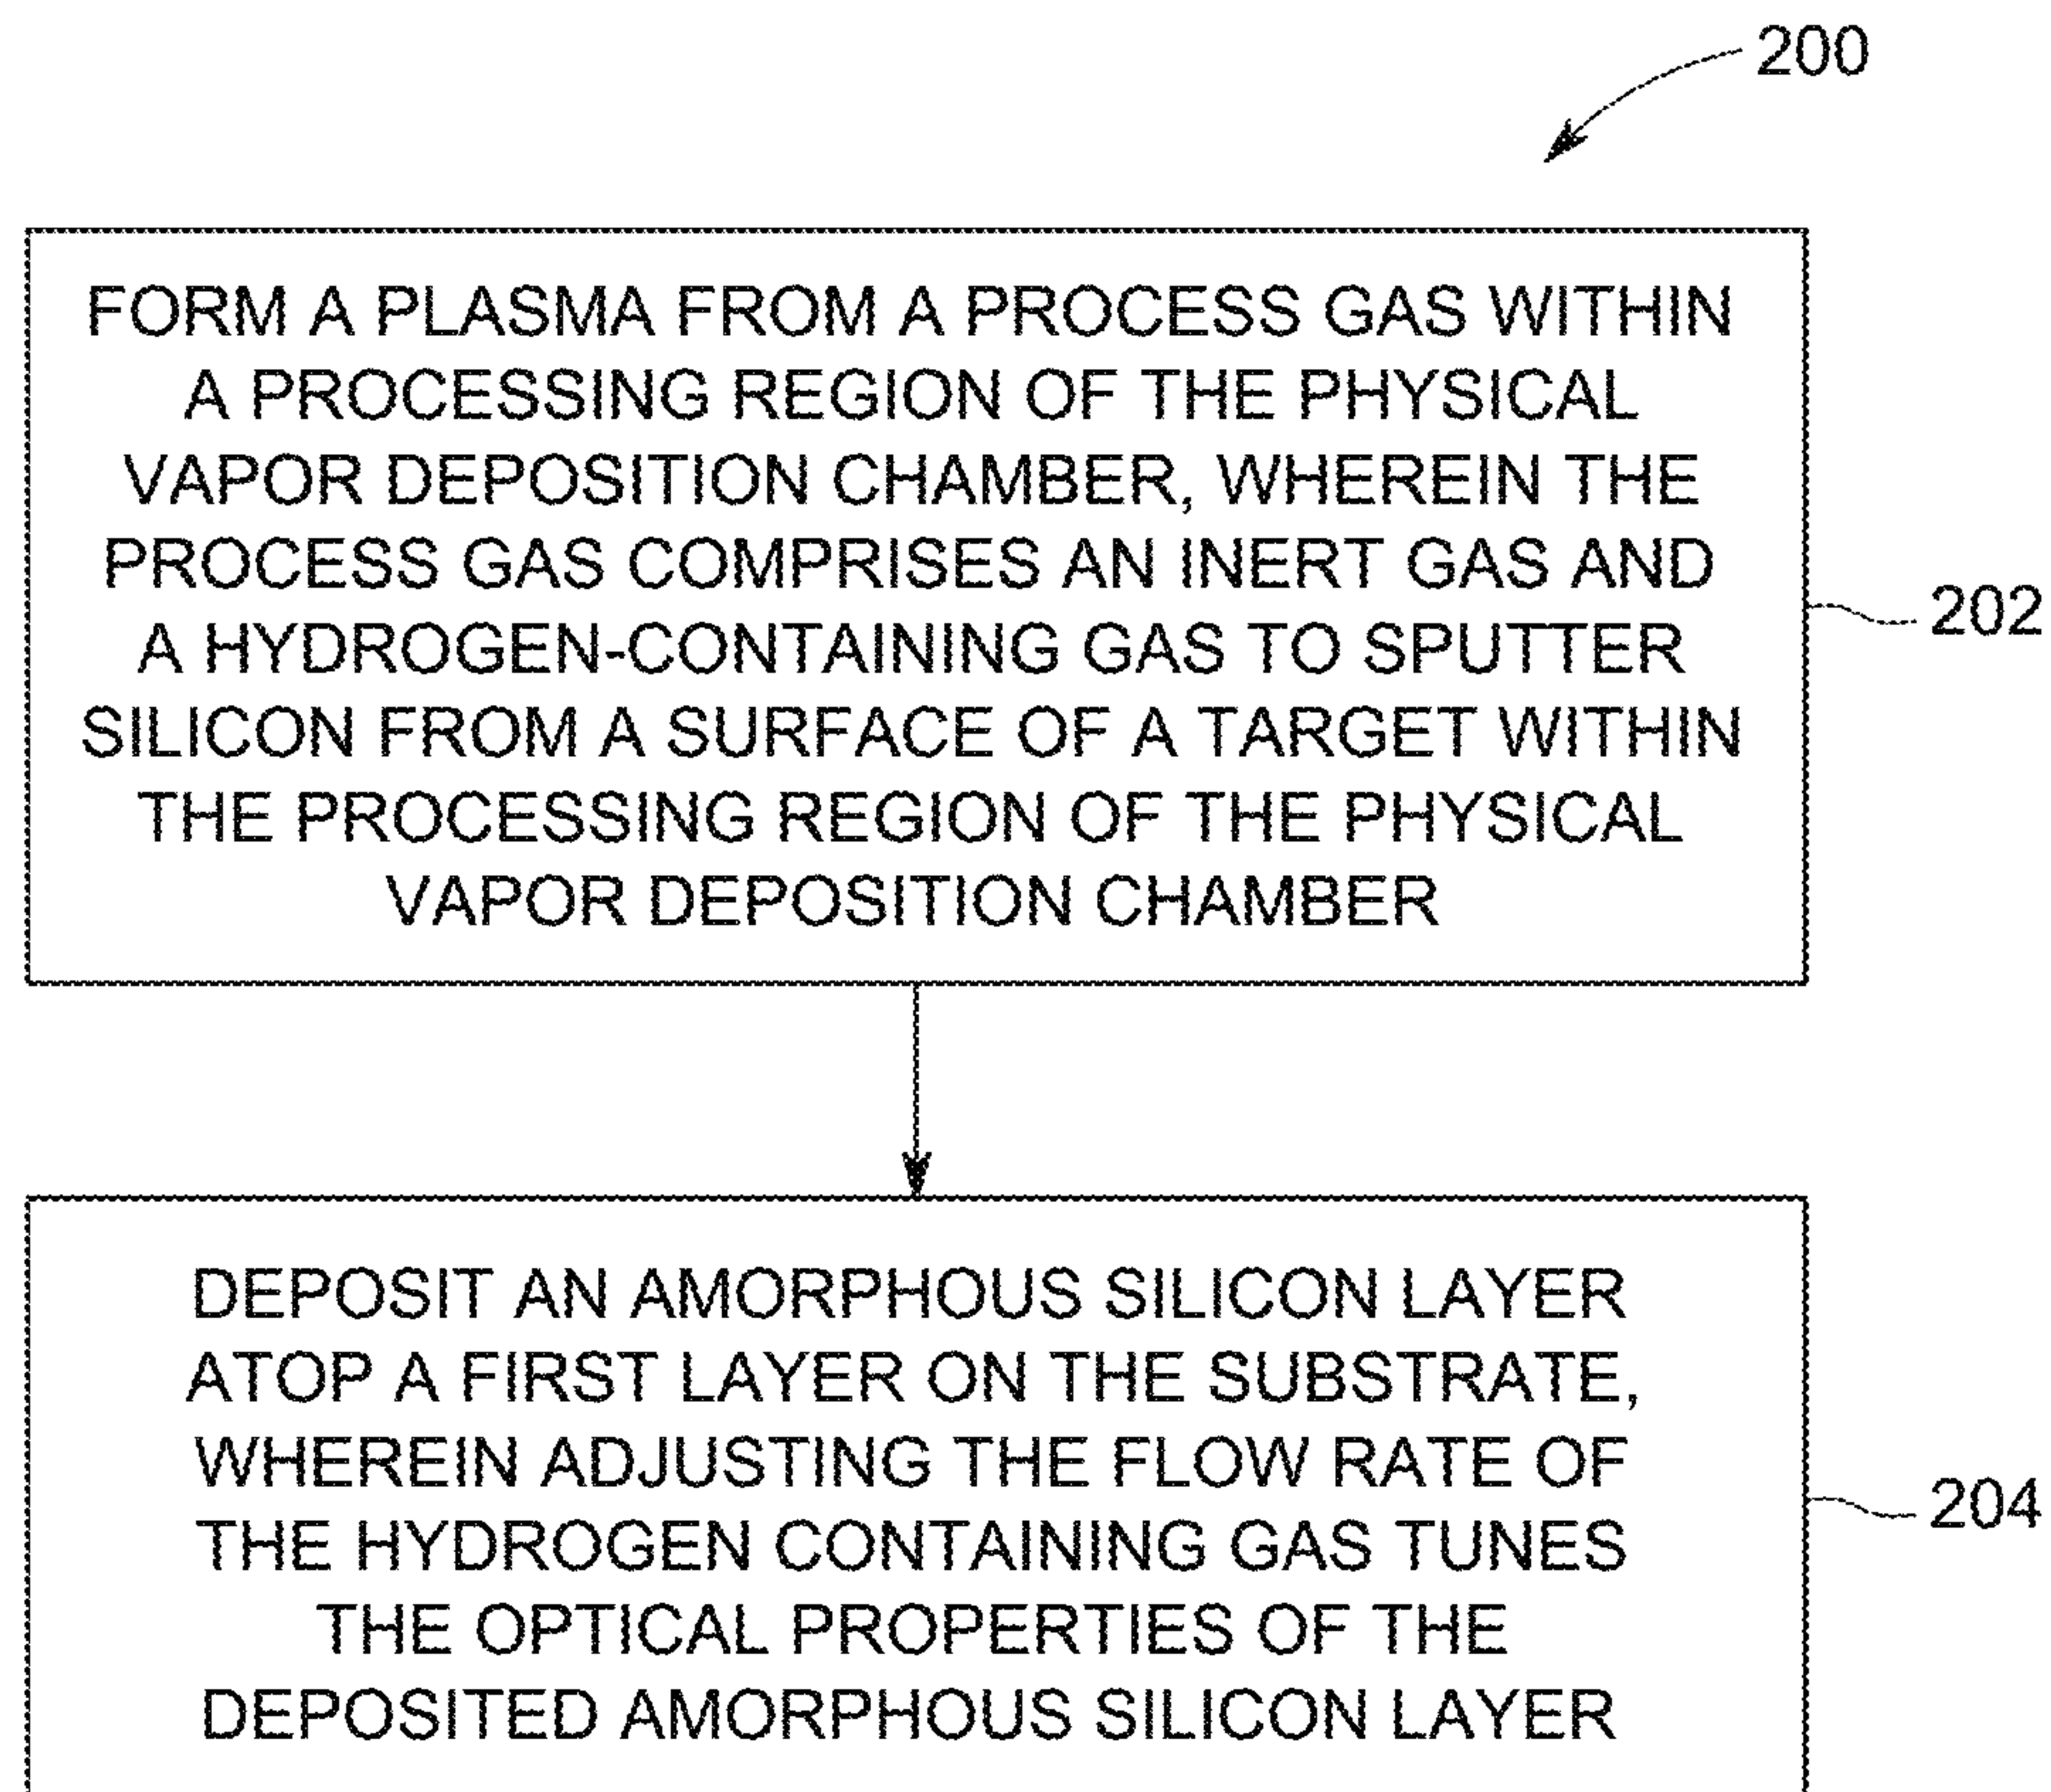 200
FORM A PLASMA FROM A PROCESS GAS WITHIN
A PROCESSING REGION OF THE PHYSICAL
VAPOR DEPOSITION CHAMBER, WHEREIN THE
PROCESS GAS COMPRISES AN INERT GAS AND
A HYDROGEN-CONTAINING GAS TO SPUTTER
SILICON FROM A SURFACE OF A TARGET WITHIN
THE PROCESSING REGION OF THE PHYSICAL
VAPOR DEPOSITION CHAMBER
202
DEPOSIT AN AMORPHOUS SILICON LAYER
ATOP A FIRST LAYER ON THE SUBSTRATE,
WHEREIN ADJUSTING THE FLOW RATE OF
THE HYDROGEN CONTAINING GAS TUNES
THE OPTICAL PROPERTIES OF THE
DEPOSITED AMORPHOUS SILICON LAYER
204